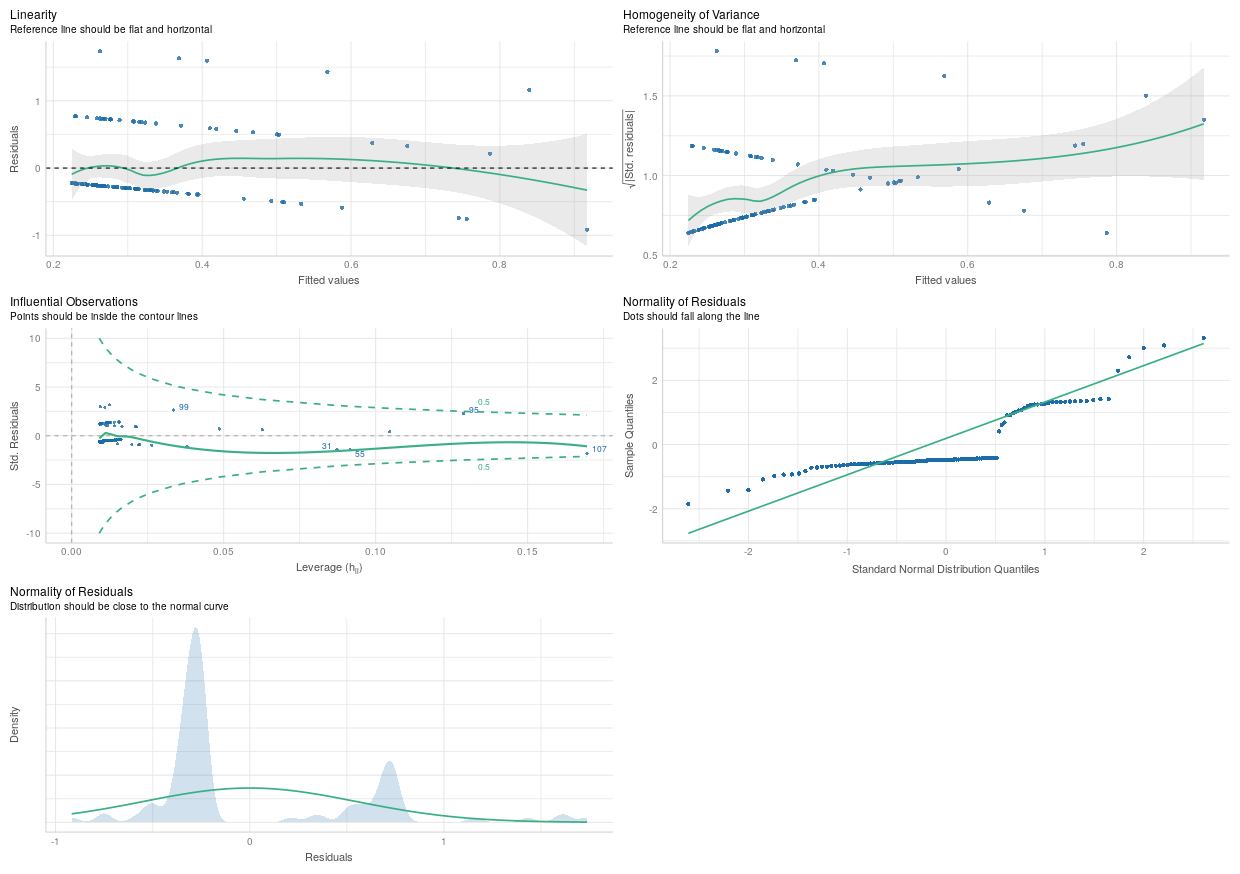 Linearity
Reference line should be flat and horizontal
Residuals
1
0
-1
0.2 0.4 0.6 0.8
Fitted values
Homogeneity of Variance
Reference line should be flat and horizontal
√|Std. residuals|
1.5
1.0
0.5
0.2 0.4 0.6 0.8
Fitted values
Influential Observations
Points should be inside the contour lines
Std. Residuals
10
5
0
-5
-10
99
0.5
95
31
55
107
0.5
0.00 0.05 0.10 0.15
Leverage (hii)
Normality of Residuals
Dots should fall along the line
Sample Quantiles
2
0
-2
-2 -1 0 1 2
Standard Normal Distribution Quantiles
Normality of Residuals
Distribution should be close to the normal curve
Density
-1 0 1
Residuals